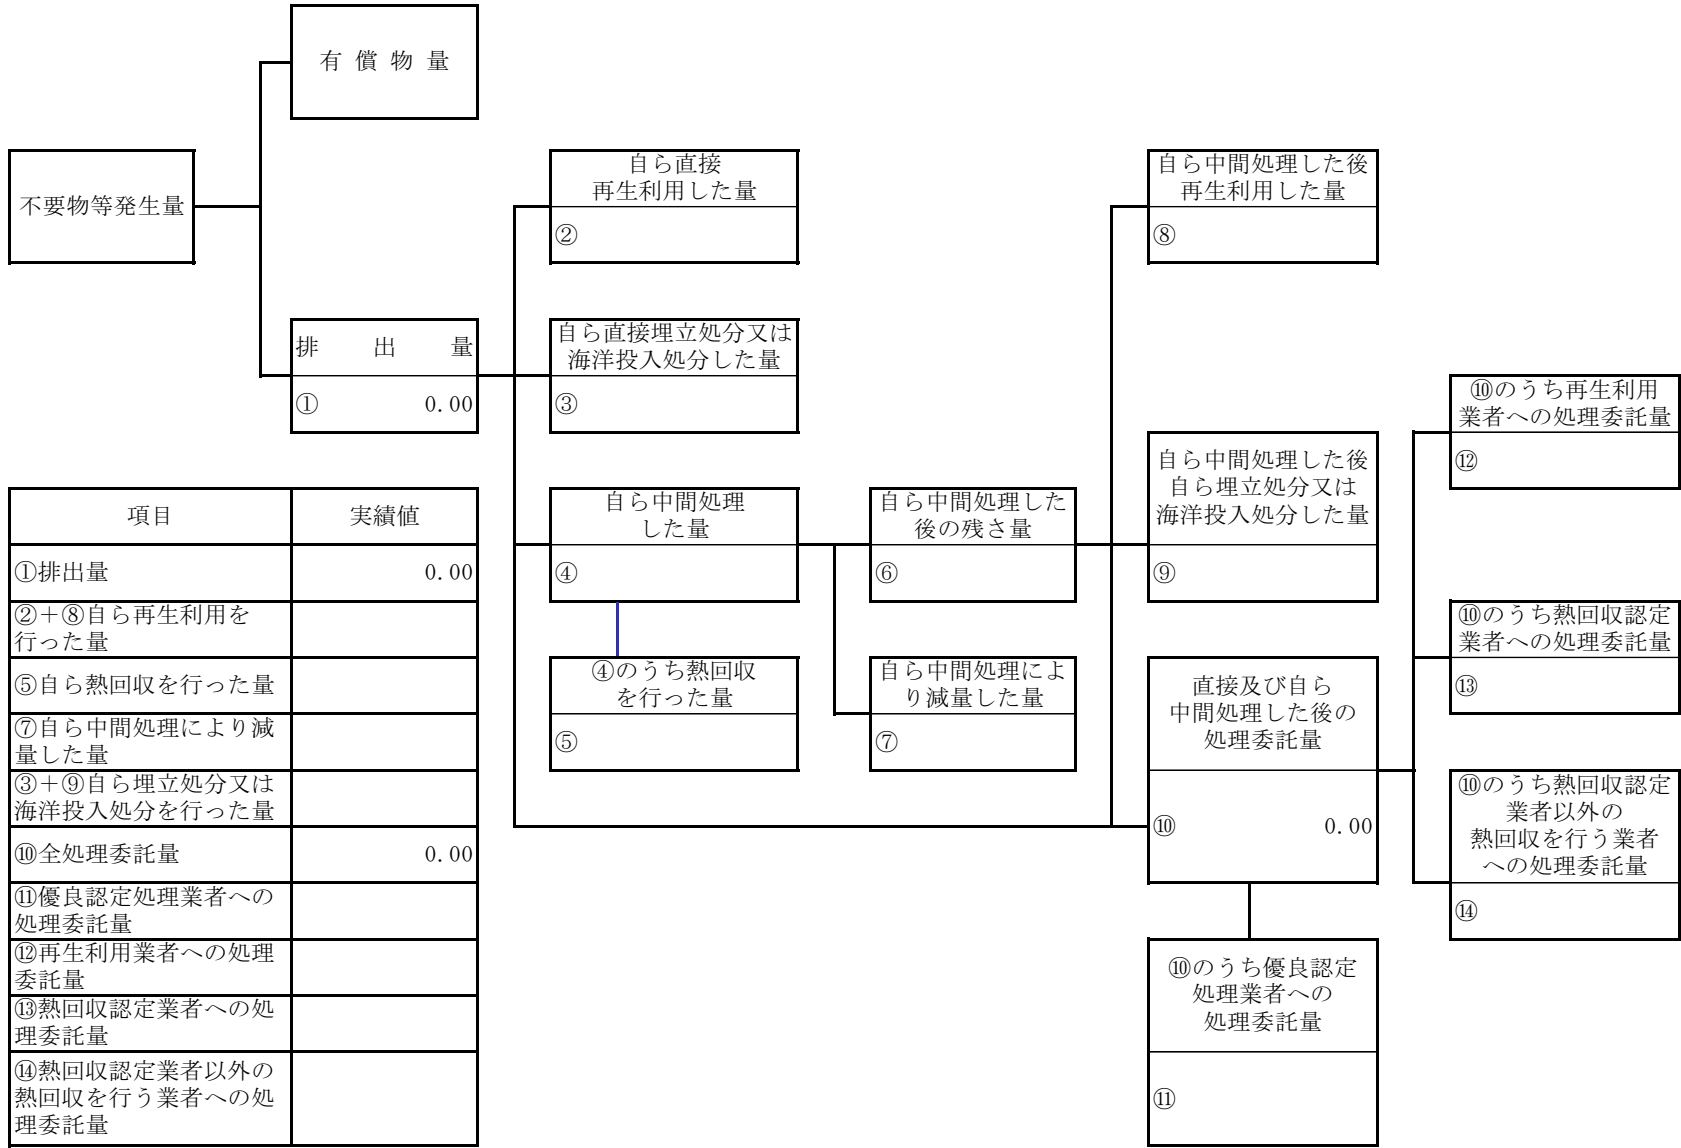 有償物量
不要物等発生量
自ら直接
再生利用した量
②
自ら中間処理した後
再生利用した量
⑧
排出量
① 0.00
自ら直接埋立処分又は
海洋投入処分した量
③
⑩のうち再生利用
業者への処理委託量
⑫
自ら中間処理
した量
④
自ら中間処理した
後の残さ量
⑥
自ら中間処理した後
自ら埋立処分又は
海洋投入処分した量
⑨
④のうち熱回収
を行った量
⑤
自ら中間処理によ
り減量した量
⑦
直接及び自ら
中間処理した後の
処理委託量
⑩ 0.00
⑩のうち熱回収認定
業者への処理委託量
⑬
⑩のうち熱回収認定
業者以外の
熱回収を行う業者
への処理委託量
⑭
⑩のうち優良認定
処理業者への
処理委託量
⑪
項目 実績値
①排出量 0.00
②+⑧自ら再生利用を
行った量
⑤自ら熱回収を行った量
⑦自ら中間処理により減
量した量
③+⑨自ら埋立処分又は
海洋投入処分を行った量
⑩全処理委託量 0.00
⑪優良認定処理業者への
処理委託量
⑫再生利用業者への処理
委託量
⑬熱回収認定業者への処
理委託量
⑭熱回収認定業者以外の
熱回収を行う業者への処
理委託量